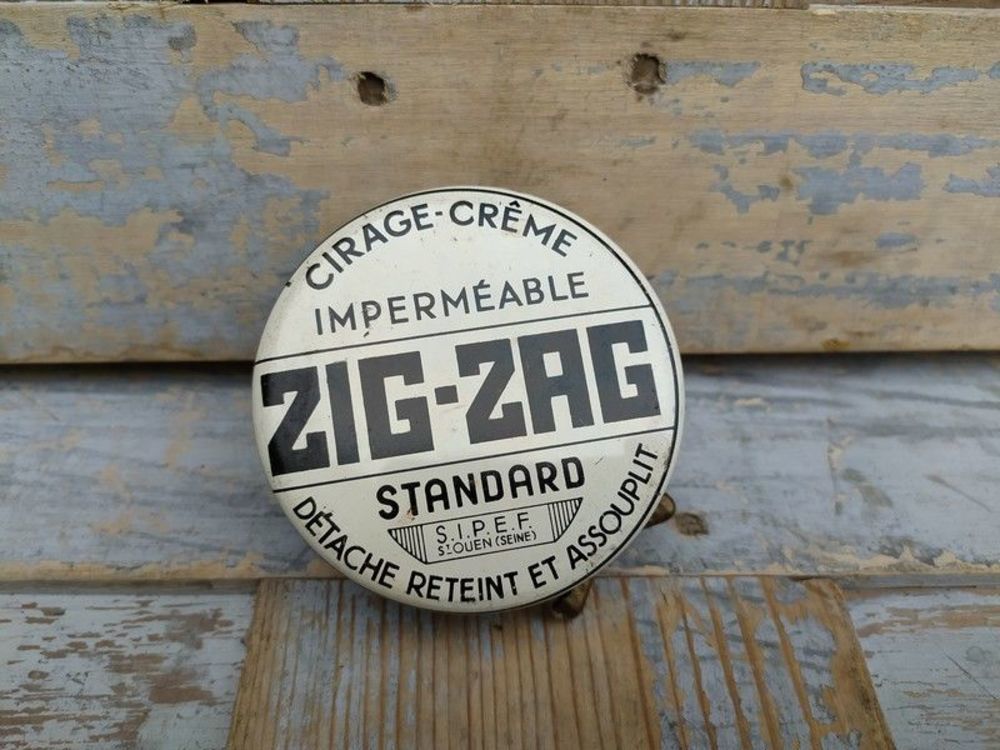 CIRAGE-CRÊME
IMPERMÉABLE
ZIG-ZAG
STANDARD
S.I.P.E.F.
ST OUEN (SEINE)
DÉTACHE RETEINT ET ASSOUPLIT